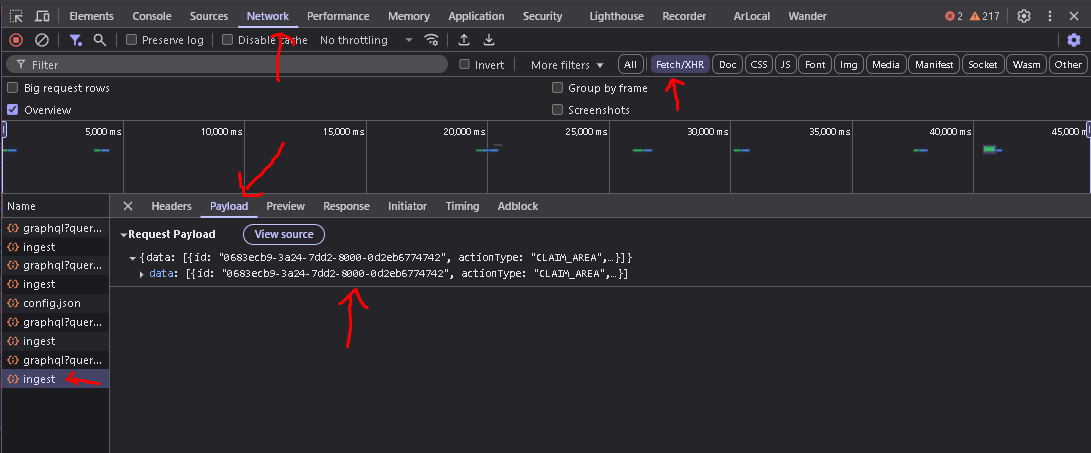 Elements Console Sources Network Performance Memory Application Security Lighthouse Recorder ArLocal Wander 2 217
Preserve log Disable cache No throttling
Filter Invert More filters All Fetch/XHR Doc CSS JS Font Img Media Manifest Socket Wasm Other
Big request rows Group by frame
Overview Screenshots
5,000 ms 10,000 ms 15,000 ms 20,000 ms 25,000 ms 30,000 ms 35,000 ms 40,000 ms 45,000 m
Name Headers Payload Preview Response Initiator Timing Adblock
graphql?quer...
ingest
graphql?quer...
ingest
config.json
graphql?quer...
ingest
graphql?quer...
ingest
Request Payload View source
{data: [{id: "0683ecb9-3a24-7dd2-8000-0d2eb6774742", actionType: "CLAIM_AREA",…}]}
data: [{id: "0683ecb9-3a24-7dd2-8000-0d2eb6774742", actionType: "CLAIM_AREA",…}]